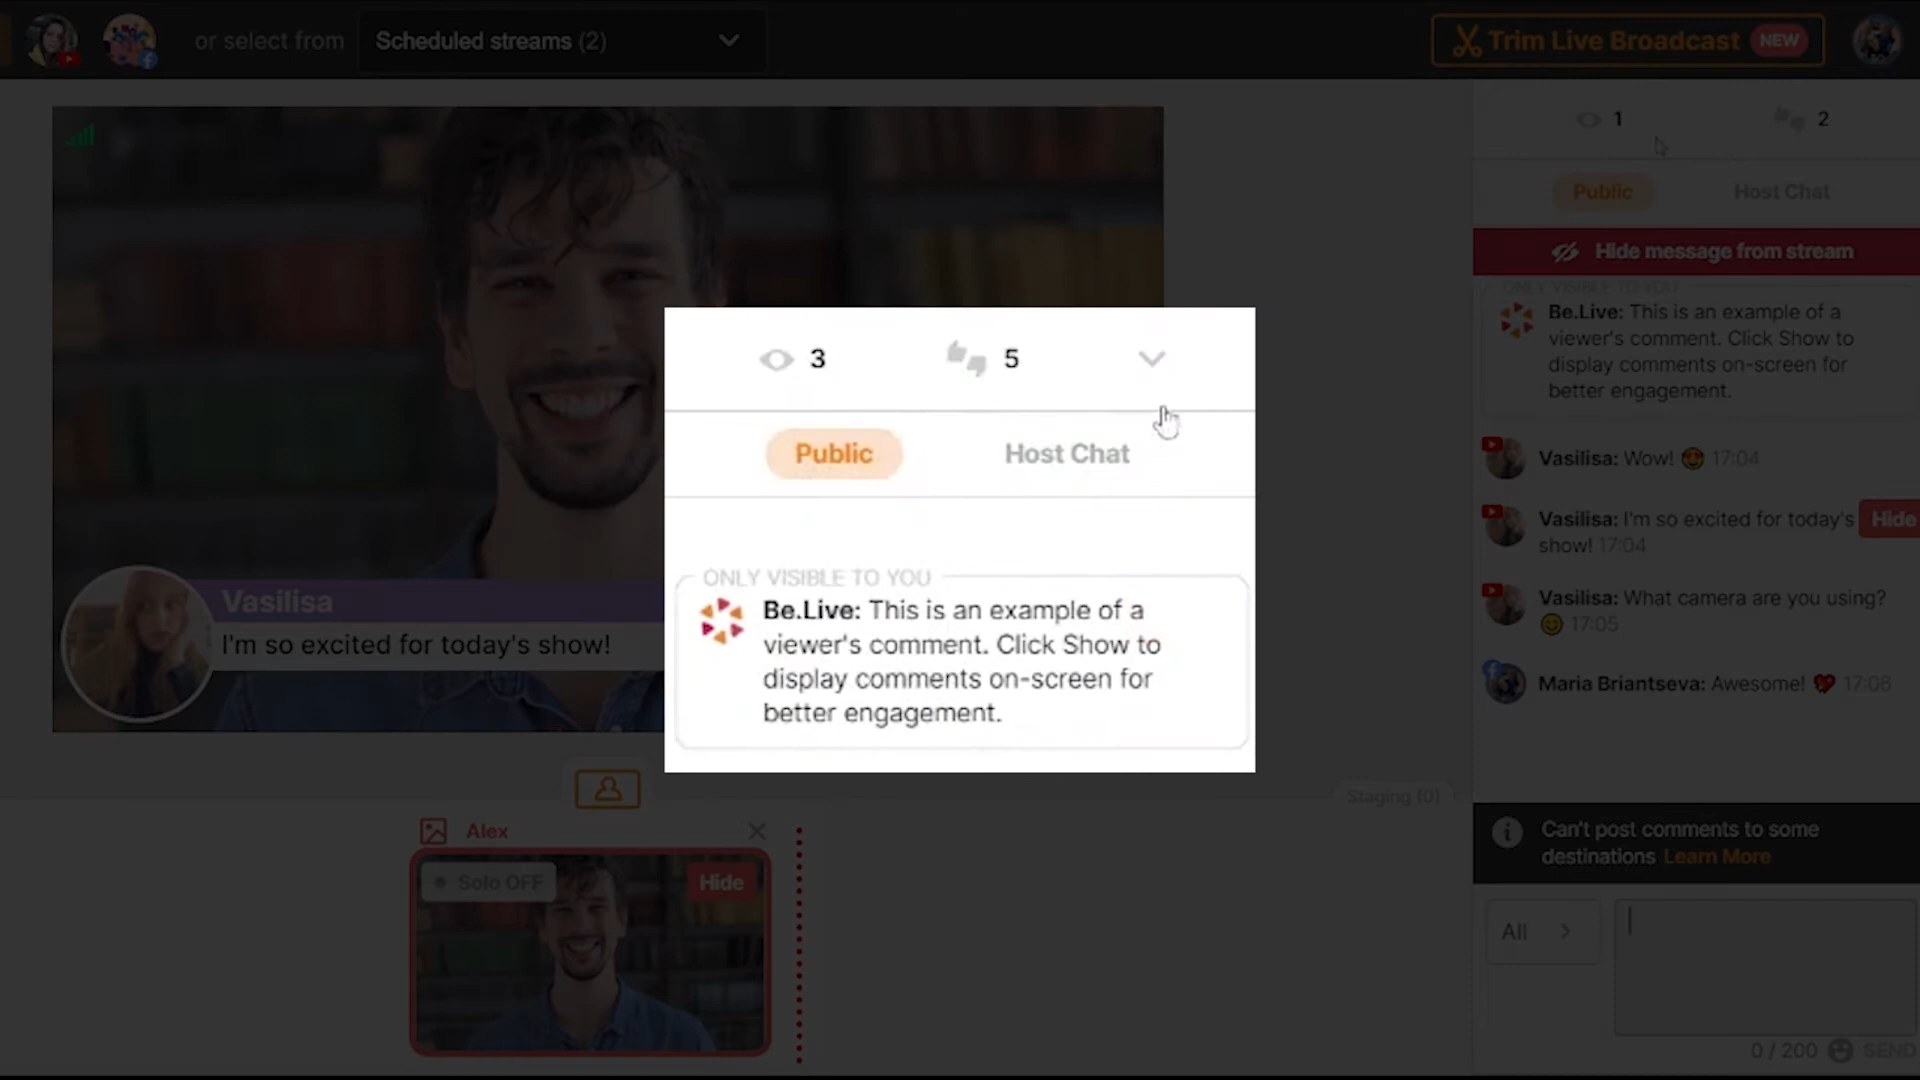 or select from
Scheduled streams (2)
Trim Live Broadcast NEW
1
2
Public
Host Chat
Hide message from stream
ONLY VISIBLE TO YOU
Be.Live: This is an example of a
viewer's comment. Click Show to
display comments on-screen for
better engagement.
Vasilisa: Wow! 😍 17:04
Vasilisa: I'm so excited for today's
show! 17:04
Hide
Vasilisa: What camera are you using?
😊 17:05
Maria Briantseva: Awesome! 💖 17:06
Can't post comments to some
destinations Learn More
All >
0 / 200
SEND
3
5
Public
Host Chat
ONLY VISIBLE TO YOU
Be.Live: This is an example of a
viewer's comment. Click Show to
display comments on-screen for
better engagement.
Vasilisa
I'm so excited for today's show!
Staging (0)
Alex
Solo OFF
Hide